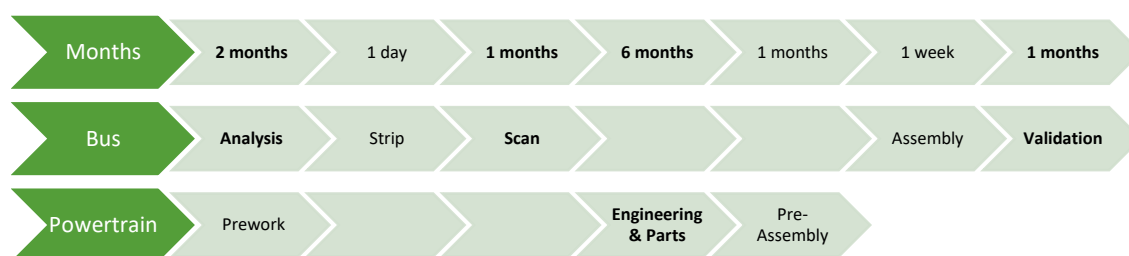 Months
2 months
1 day
1 months
6 months
1 months
1 week
1 months
Bus
Analysis
Strip
Scan
Assembly
Validation
Powertrain
Prework
Engineering
& Parts
Pre-
Assembly